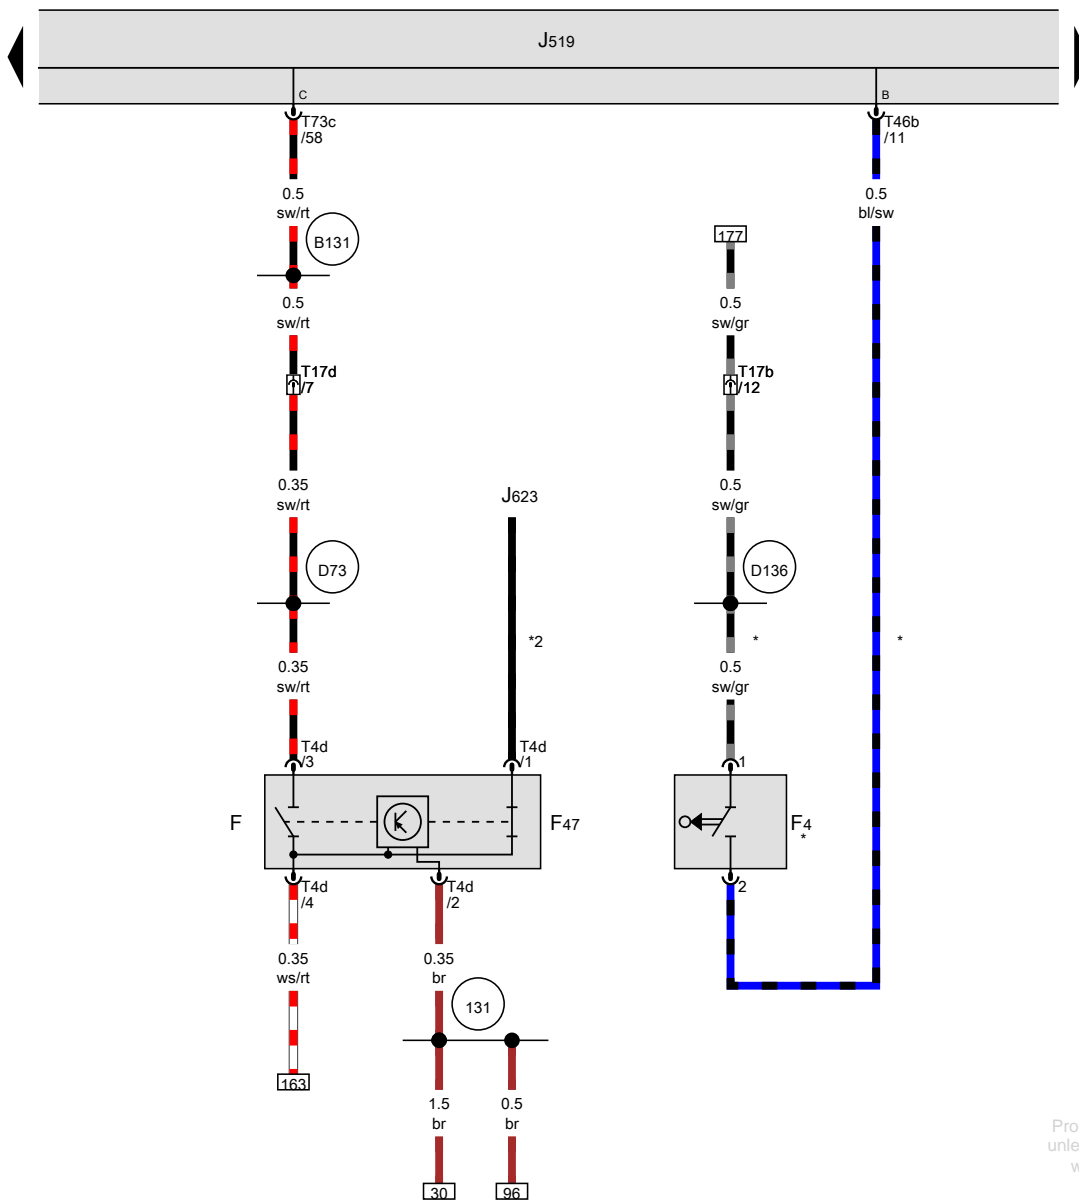 J519
C
B
T73c
/58
T46b
/11
0.5
sw/rt
0.5
bl/sw
B131
177
0.5
sw/rt
0.5
sw/gr
T17d
/7
T17b
/12
0.35
sw/rt
J623
0.5
sw/gr
D73
D136
*2
*
*
0.35
sw/rt
0.5
sw/gr
T4d
/3
T4d
/1
1
F
F47
F4
*
T4d
/4
T4d
/2
2
0.35
ws/rt
0.35
br
131
163
1.5
br
0.5
br
30
96
Pro
unle
w